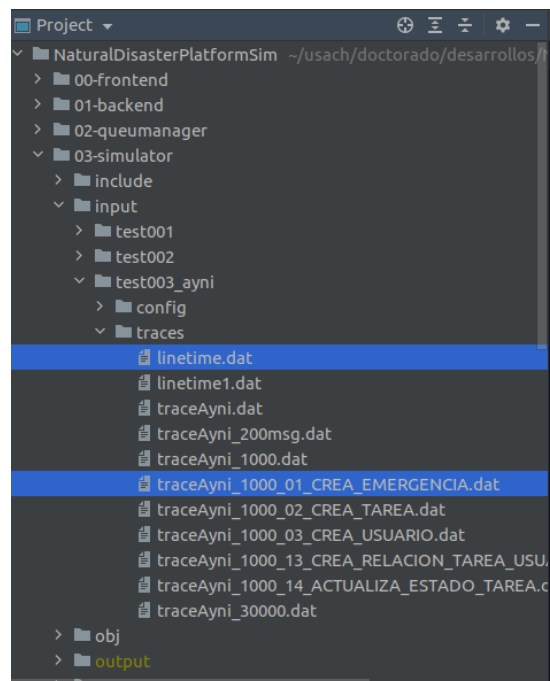 Project
NaturalDisasterPlatformSim ~/usach/doctorado/desarrollos/
00-frontend
01-backend
02-queumanager
03-simulator
include
input
test001
test002
test003_ayni
config
traces
linetime.dat
linetime1.dat
traceAyni.dat
traceAyni_200msg.dat
traceAyni_1000.dat
traceAyni_1000_01_CREA_EMERGENCIA.dat
traceAyni_1000_02_CREA_TAREA.dat
traceAyni_1000_03_CREA_USUARIO.dat
traceAyni_1000_13_CREA_RELACION_TAREA_USU
traceAyni_1000_14_ACTUALIZA_ESTADO_TAREA.c
traceAyni_30000.dat
obj
output